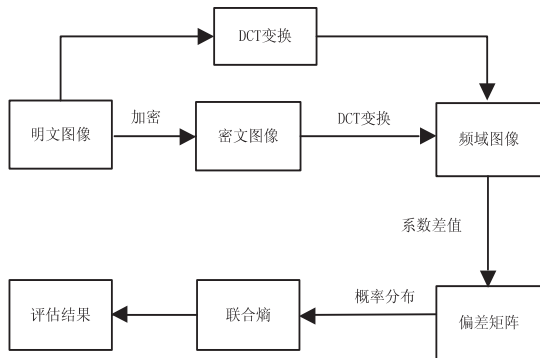 DCT变换
明文图像
加密
密文图像
DCT变换
频域图像
系数差值
评估结果
联合熵
概率分布
偏差矩阵